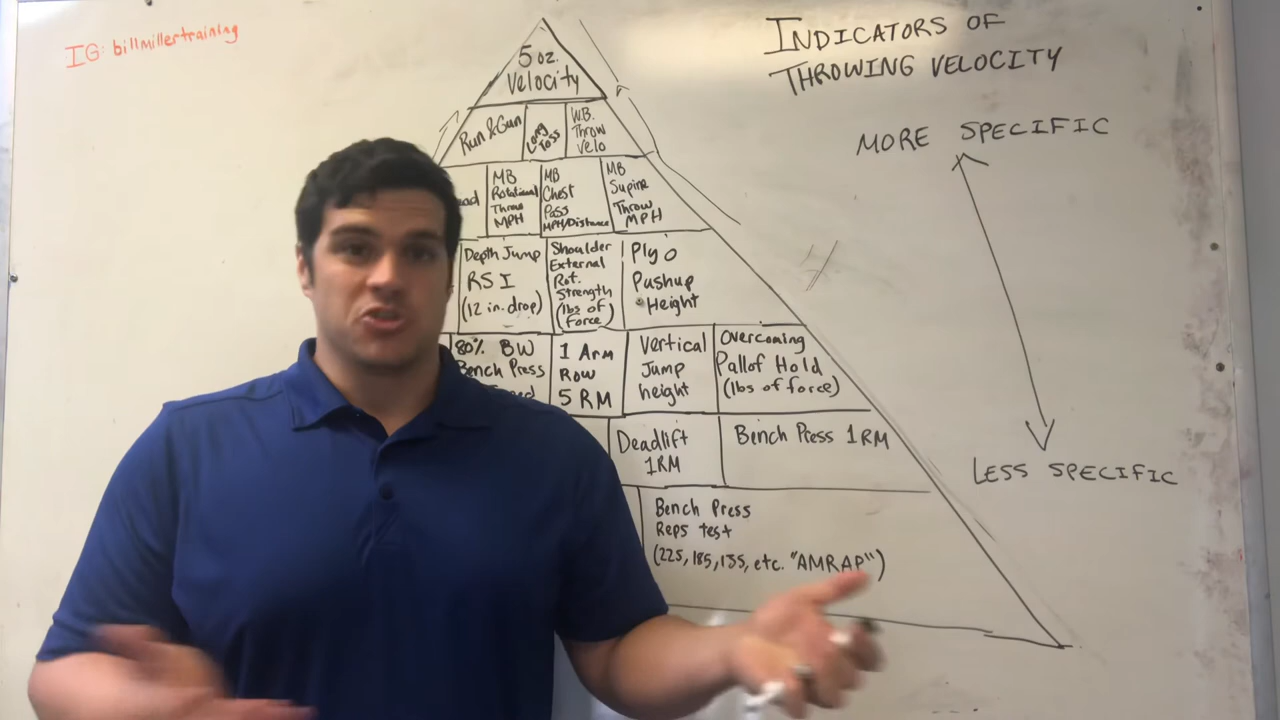 IG: billmillertraining
INDICATORS OF
THROWING VELOCITY
MORE SPECIFIC
LESS SPECIFIC
5 oz.
Velocity
Run & Gun
Long
Toss
W.B.
Throw
Velo
MB
Rotational
Throw
MPH
MB
Chest
Pass
MPH/Distance
MB
Supine
Throw
MPH
Depth Jump
RSI
(12 in. drop)
Shoulder
External
Rot.
Strength
(lbs of
force)
Plyo
Pushup
Height
80% BW
Bench Press
1 Arm
Row
5 RM
Vertical
Jump
height
Overcoming
Pallof Hold
(lbs of force)
Deadlift
1RM
Bench Press 1RM
Bench Press
Reps test
(225, 185, 135, etc. "AMRAP")